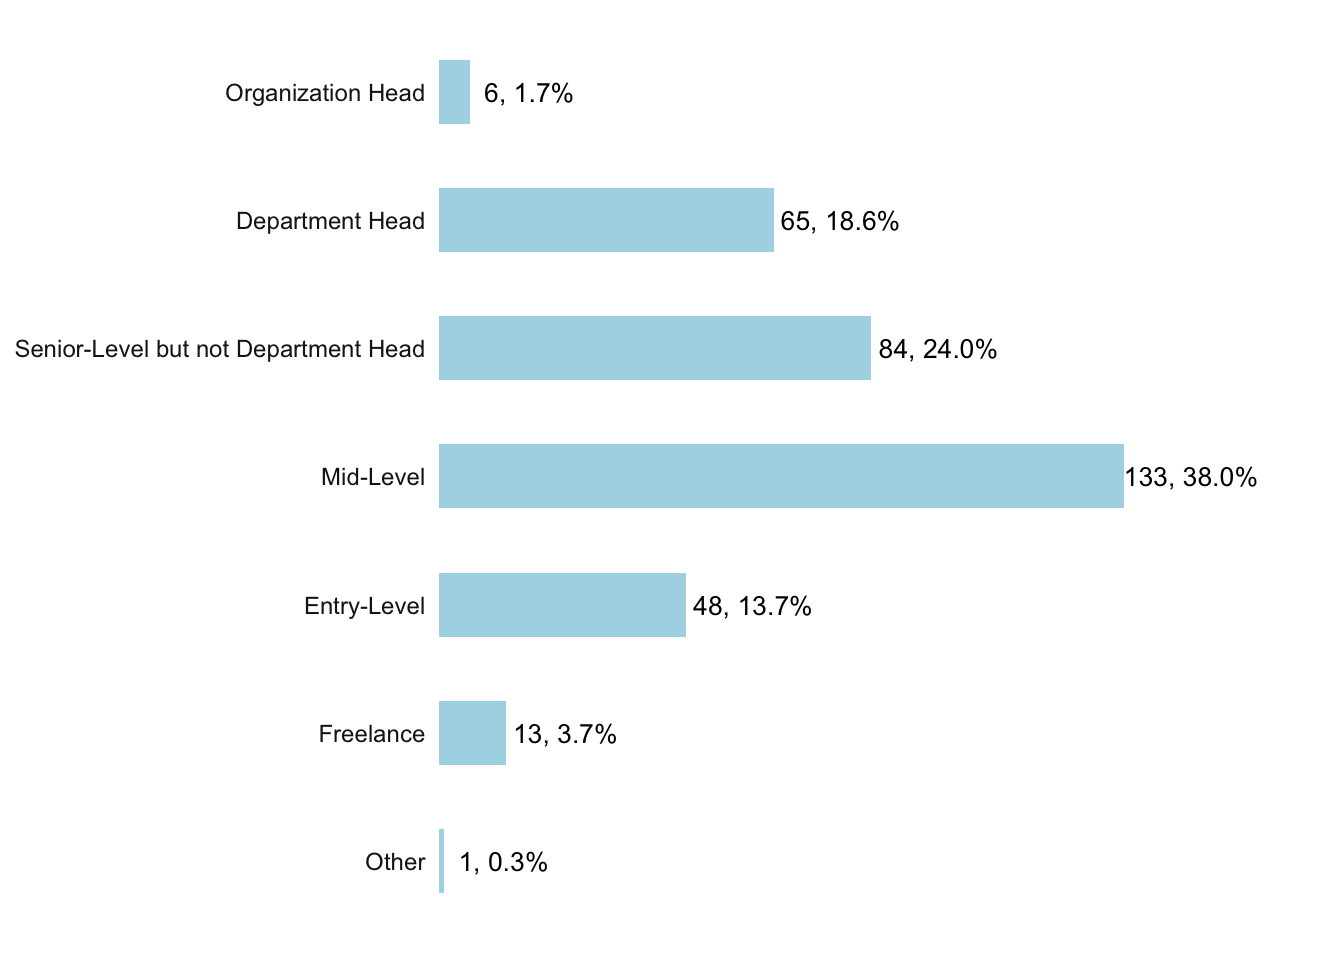 Organization Head 6, 1.7%
Department Head 65, 18.6%
Senior-Level but not Department Head 84, 24.0%
Mid-Level 133, 38.0%
Entry-Level 48, 13.7%
Freelance 13, 3.7%
Other 1, 0.3%